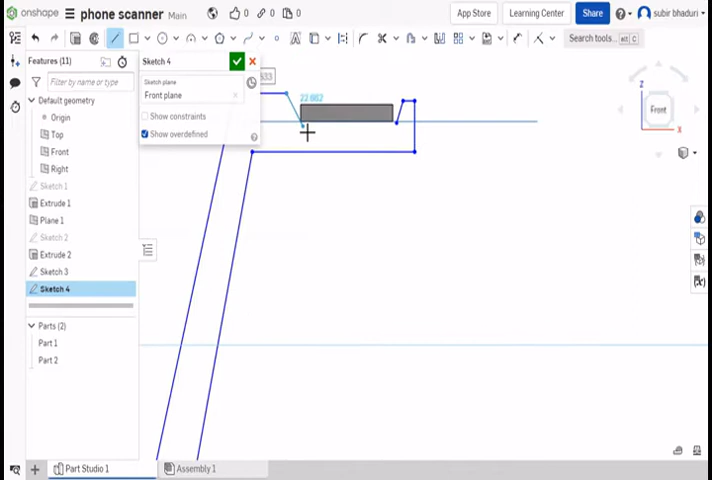 onshape phone scanner Main 0 0 0 App Store Learning Center Share subir bhaduri
Search tools... alt C
Features (11)
Filter by name or type
Default geometry
Origin
Top
Front
Right
Sketch 1
Extrude 1
Plane 1
Sketch 2
Extrude 2
Sketch 3
Sketch 4
Parts (2)
Part 1
Part 2
Sketch 4
Sketch plane
Front plane
Show constraints
Show overdefined
Front
Z
X
Part Studio 1
Assembly 1